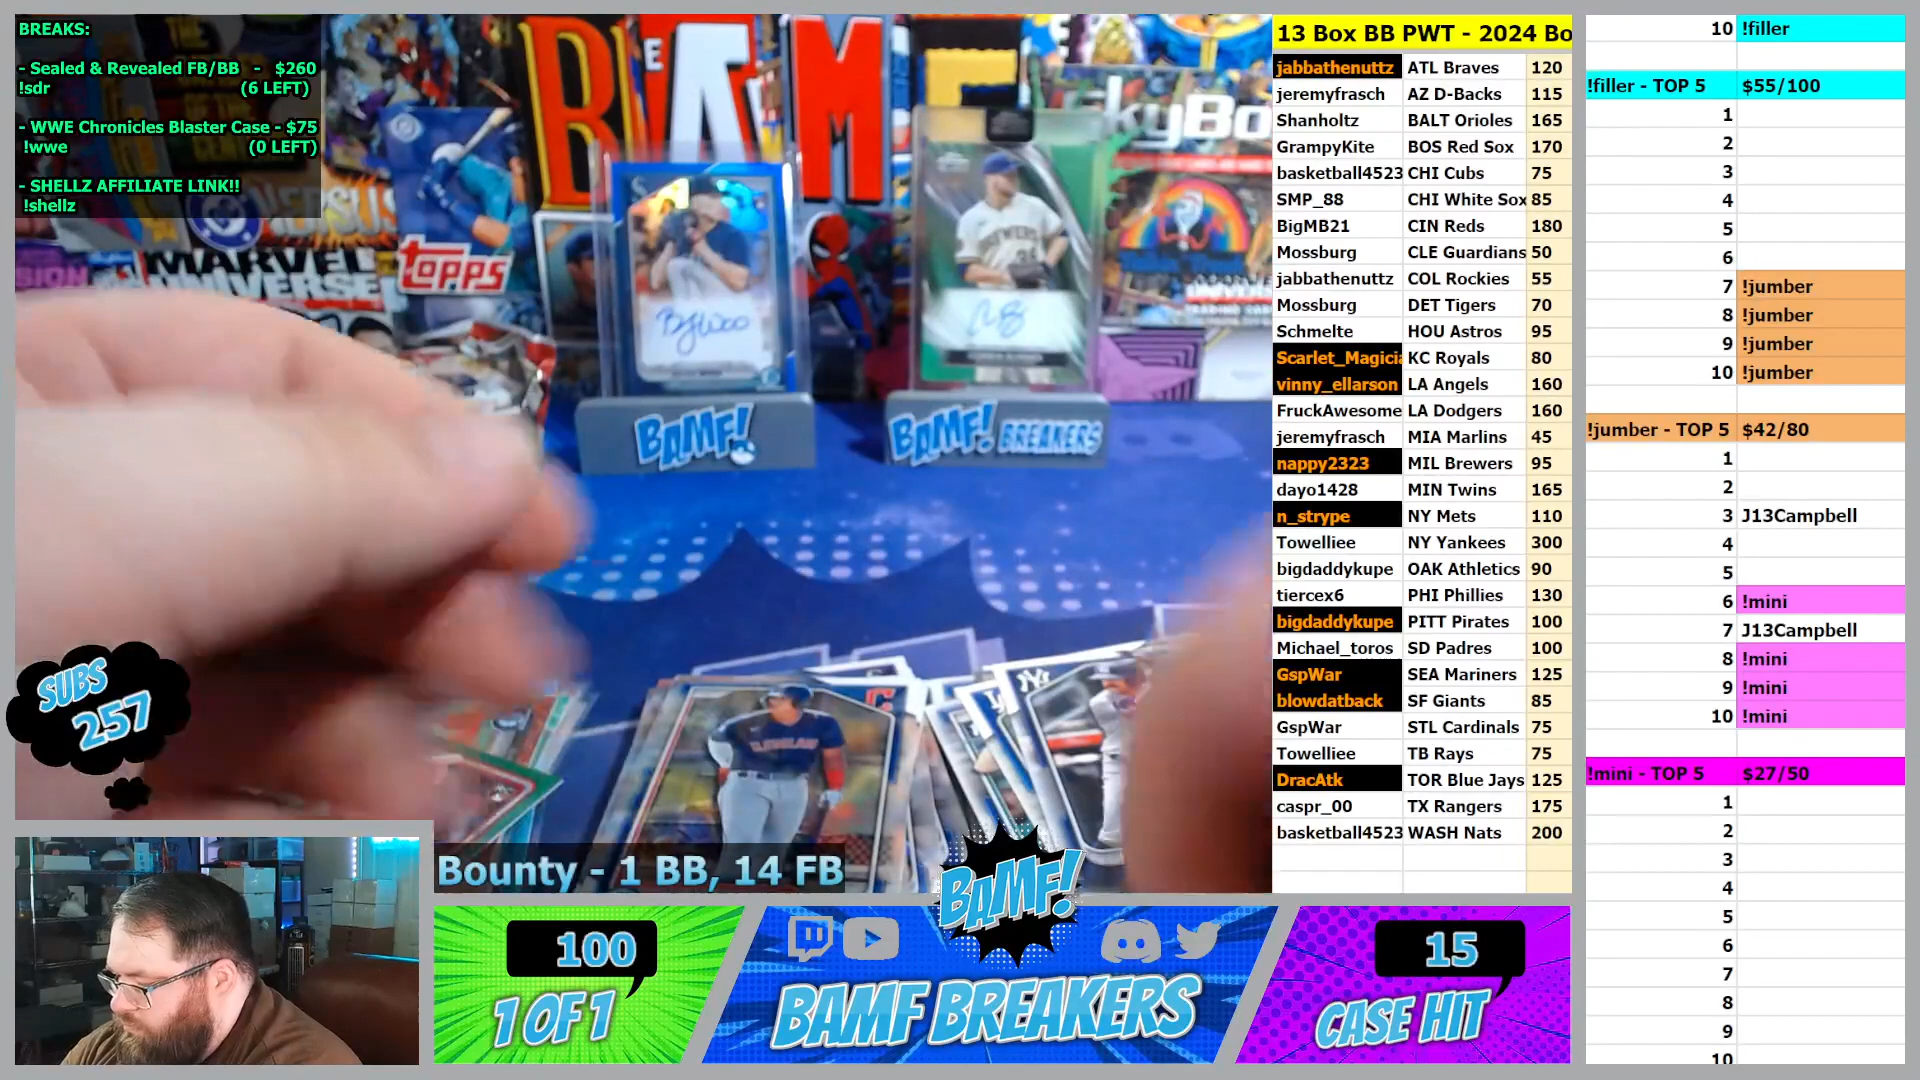 BREAKS:
- Sealed & Revealed FB/BB - $260
!sdr (6 LEFT)
- WWE Chronicles Blaster Case - $75
!wwe (0 LEFT)
- SHELLZ AFFILIATE LINK!!
!shellz
BAM
topps
MARVEL
UNIVERSE
BAMF!
BAMF! BREAKERS
SUBS
257
Bounty - 1 BB, 14 FB
BAMF!
100
1 OF 1
BAMF BREAKERS
15
CASE HIT
13 Box BB PWT - 2024 Bo
jabbathenuttz ATL Braves 120
jeremyfrasch AZ D-Backs 115
Shanholtz BALT Orioles 165
GrampyKite BOS Red Sox 170
basketball4523 CHI Cubs 75
SMP_88 CHI White Sox 85
BigMB21 CIN Reds 180
Mossburg CLE Guardians 50
jabbathenuttz COL Rockies 55
Mossburg DET Tigers 70
Schmelte HOU Astros 95
Scarlet_Magicia KC Royals 80
vinny_ellarson LA Angels 160
FruckAwesome LA Dodgers 160
jeremyfrasch MIA Marlins 45
nappy2323 MIL Brewers 95
dayo1428 MIN Twins 165
n_strype NY Mets 110
Towelliee NY Yankees 300
bigdaddykupe OAK Athletics 90
tiercex6 PHI Phillies 130
bigdaddykupe PITT Pirates 100
Michael_toros SD Padres 100
GspWar SEA Mariners 125
blowdatback SF Giants 85
GspWar STL Cardinals 75
Towelliee TB Rays 75
DracAtk TOR Blue Jays 125
caspr_00 TX Rangers 175
basketball4523 WASH Nats 200
10 !filler
!filler - TOP 5 $55/100
1
2
3
4
5
6
7 !jumber
8 !jumber
9 !jumber
10 !jumber
!jumber - TOP 5 $42/80
1
2
3 J13Campbell
4
5
6 !mini
7 J13Campbell
8 !mini
9 !mini
10 !mini
!mini - TOP 5 $27/50
1
2
3
4
5
6
7
8
9
10